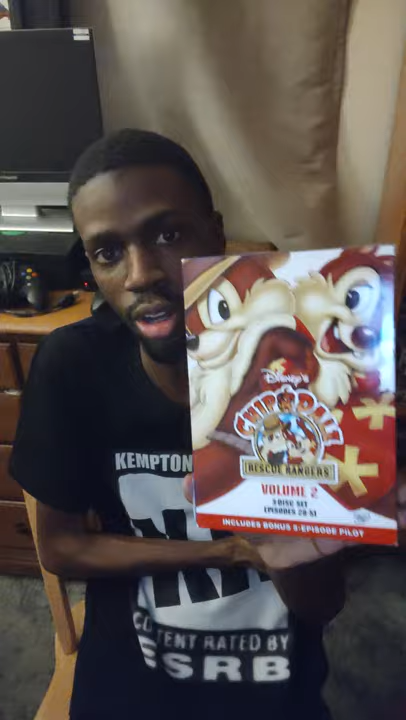 Disney's
CHIP 'N DALE
RESCUE RANGERS
VOLUME 2
3-DISC SET
EPISODES 28-51
INCLUDES BONUS 5-EPISODE PILOT
KEMPTON
CONTENT RATED BY
ESRB